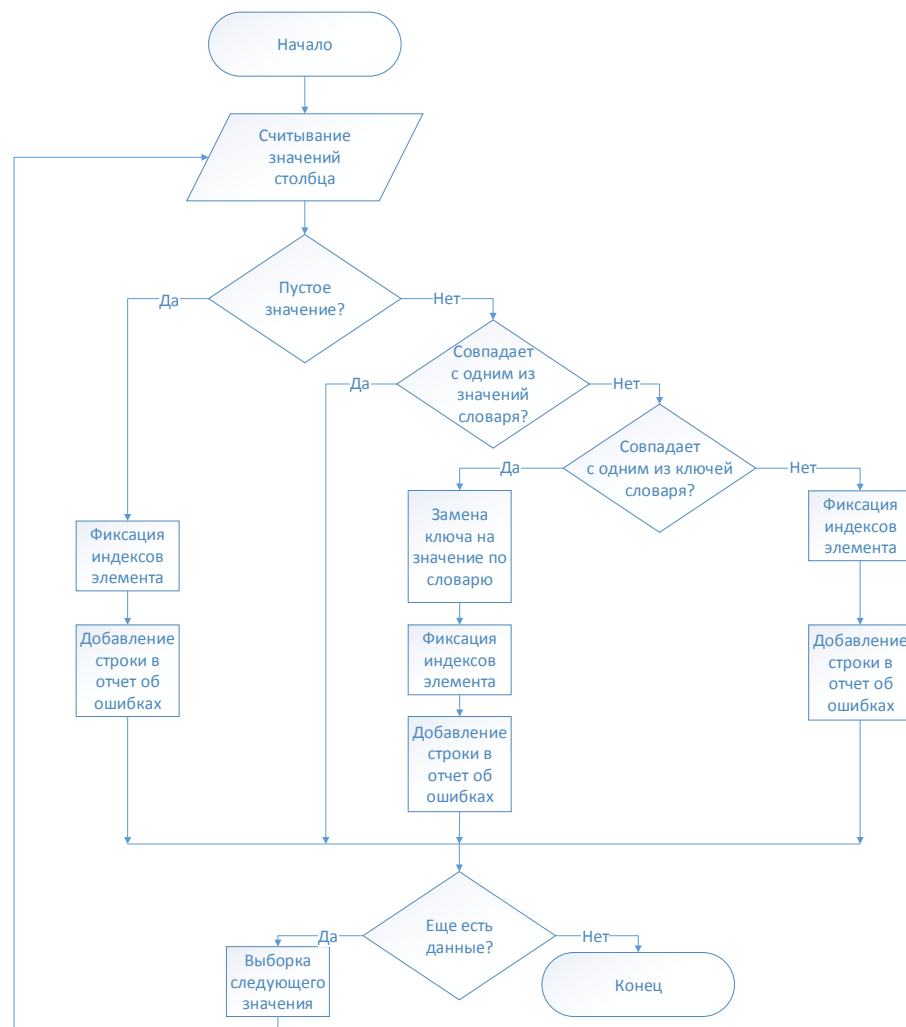 Начало
Считывание
значений
столбца
Пустое
значение?
Да
Нет
Совпадает
с одним из
значений
словаря?
Да
Нет
Совпадает
с одним из ключей
словаря?
Да
Нет
Замена
ключа на
значение по
словарю
Фиксация
индексов
элемента
Фиксация
индексов
элемента
Добавление
строки в
отчет об
ошибках
Фиксация
индексов
элемента
Добавление
строки в
отчет об
ошибках
Добавление
строки в
отчет об
ошибках
Еще есть
данные?
Да
Нет
Выборка
следующего
значения
Конец